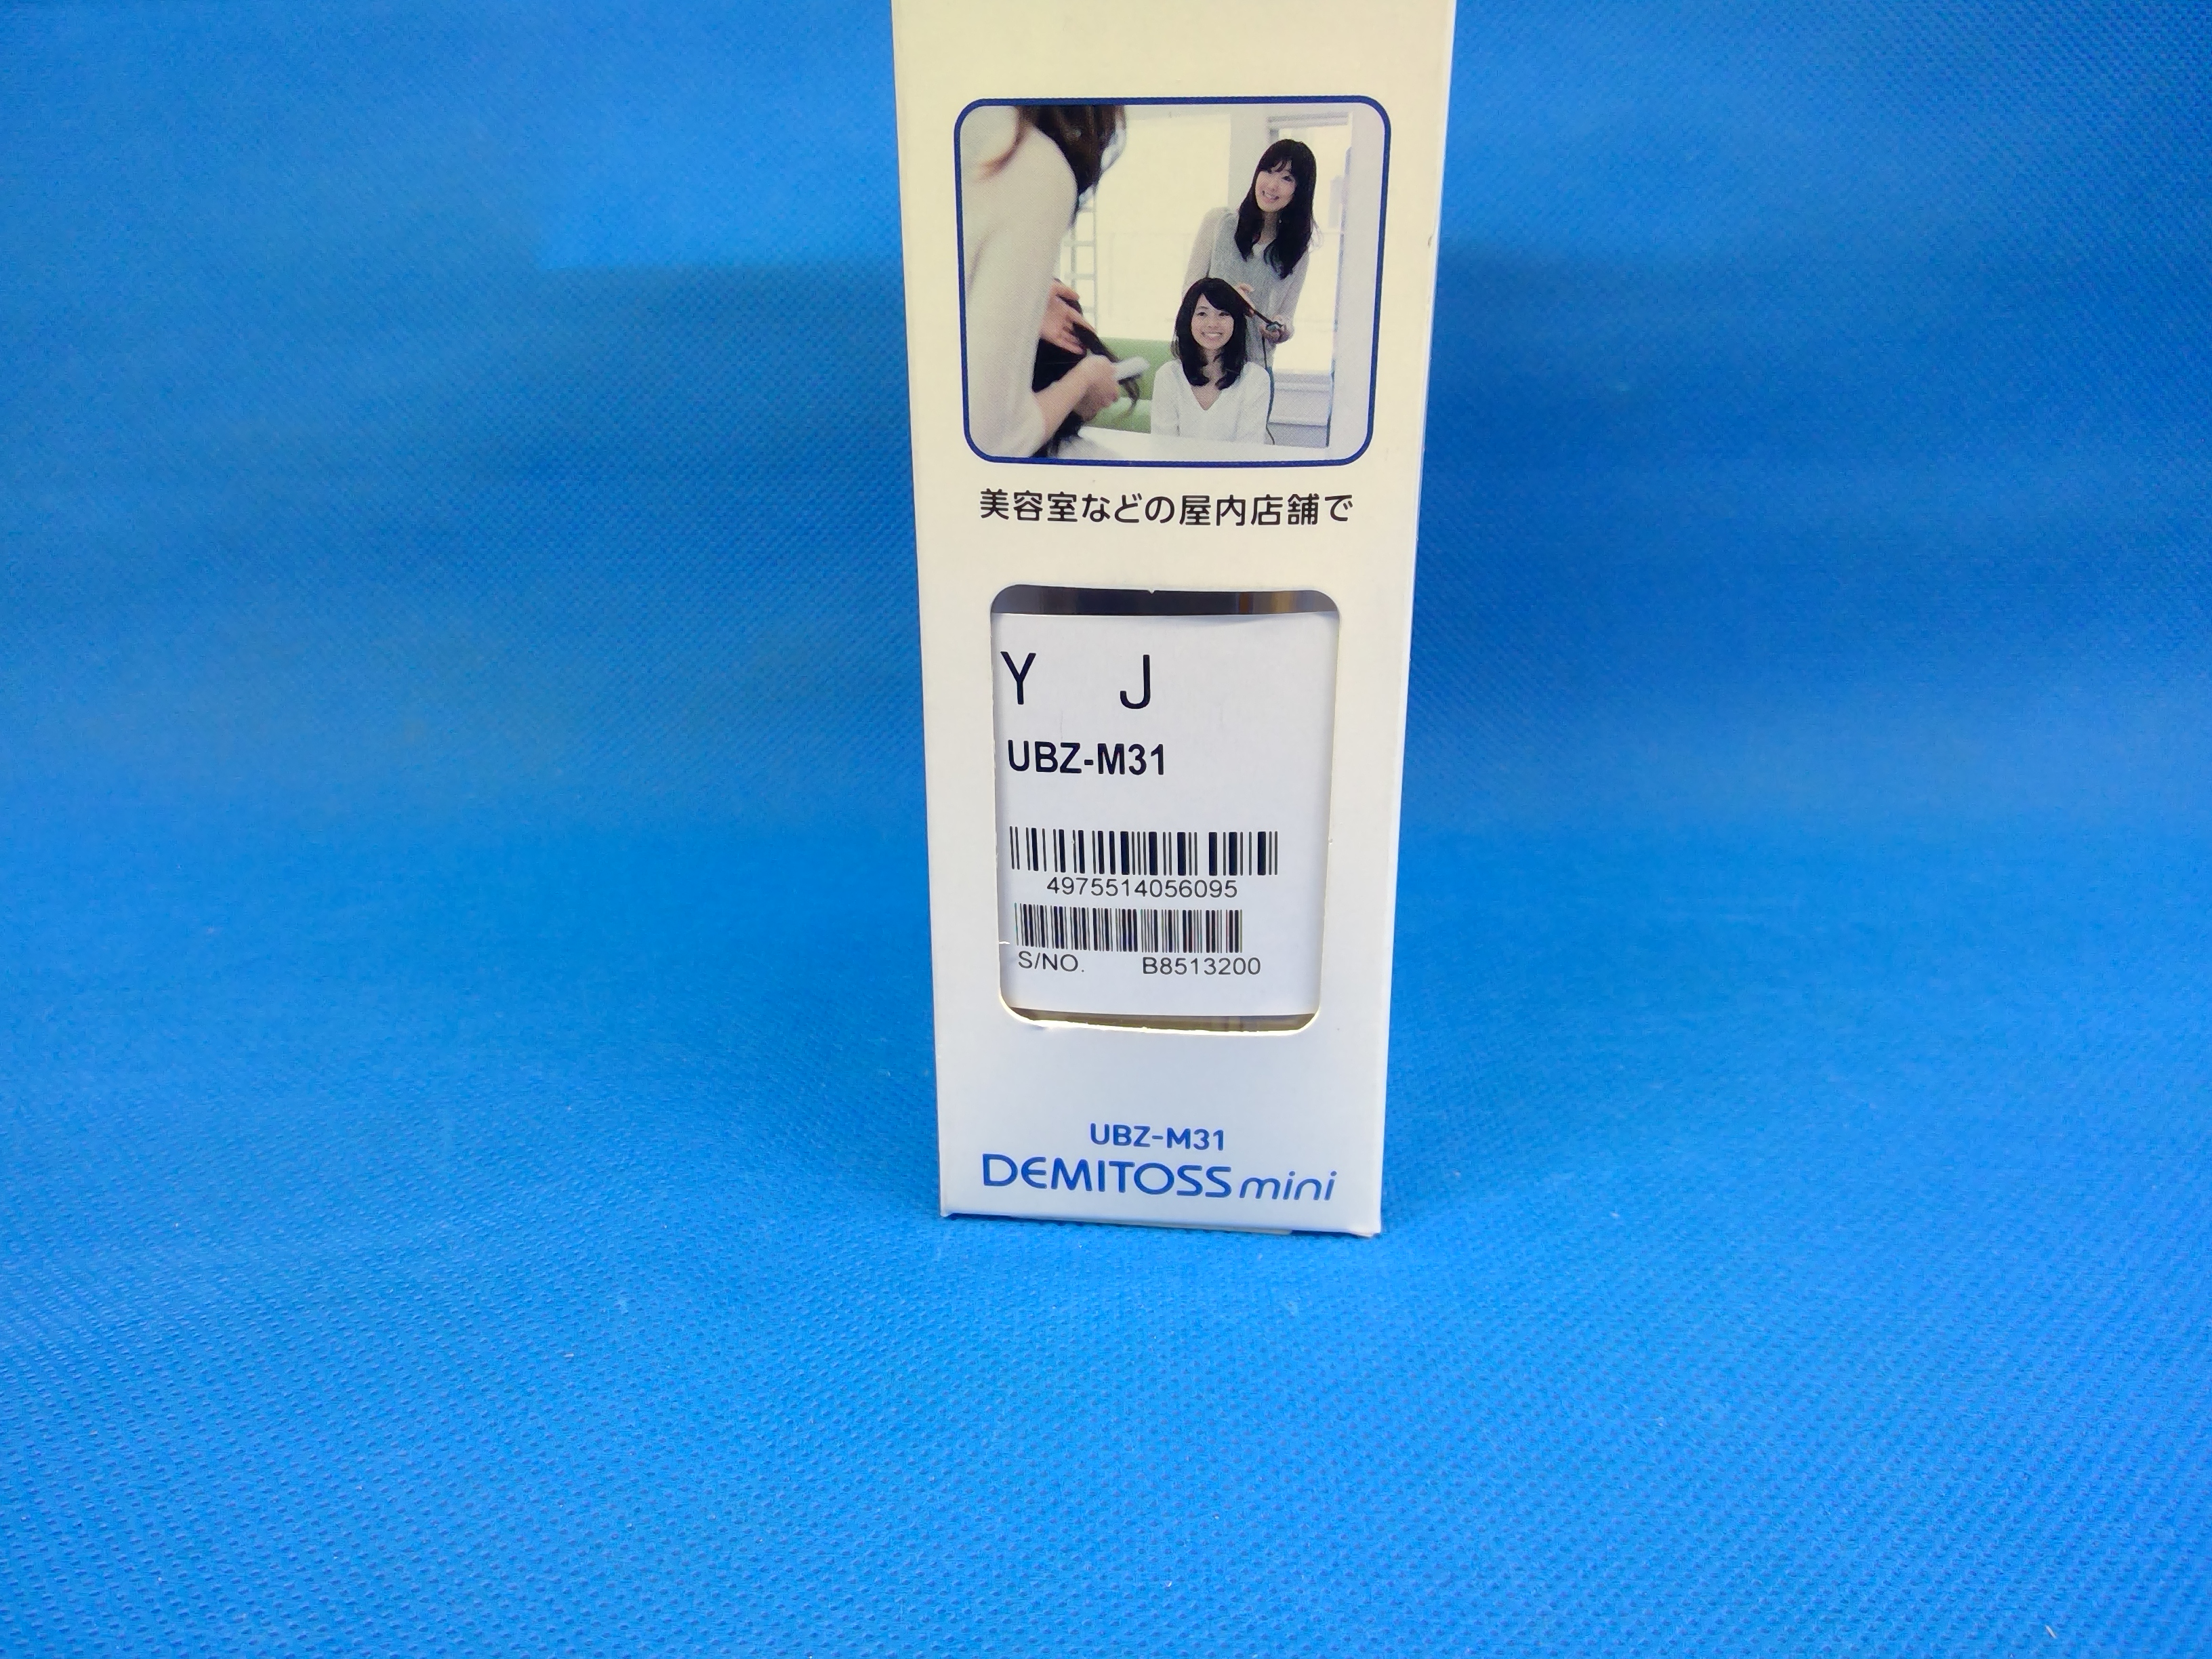 美容室などの屋内店舗で
Y J
UBZ-M31
4975514056095
S/NO. B8513200
UBZ-M31
DEMITOSS mini